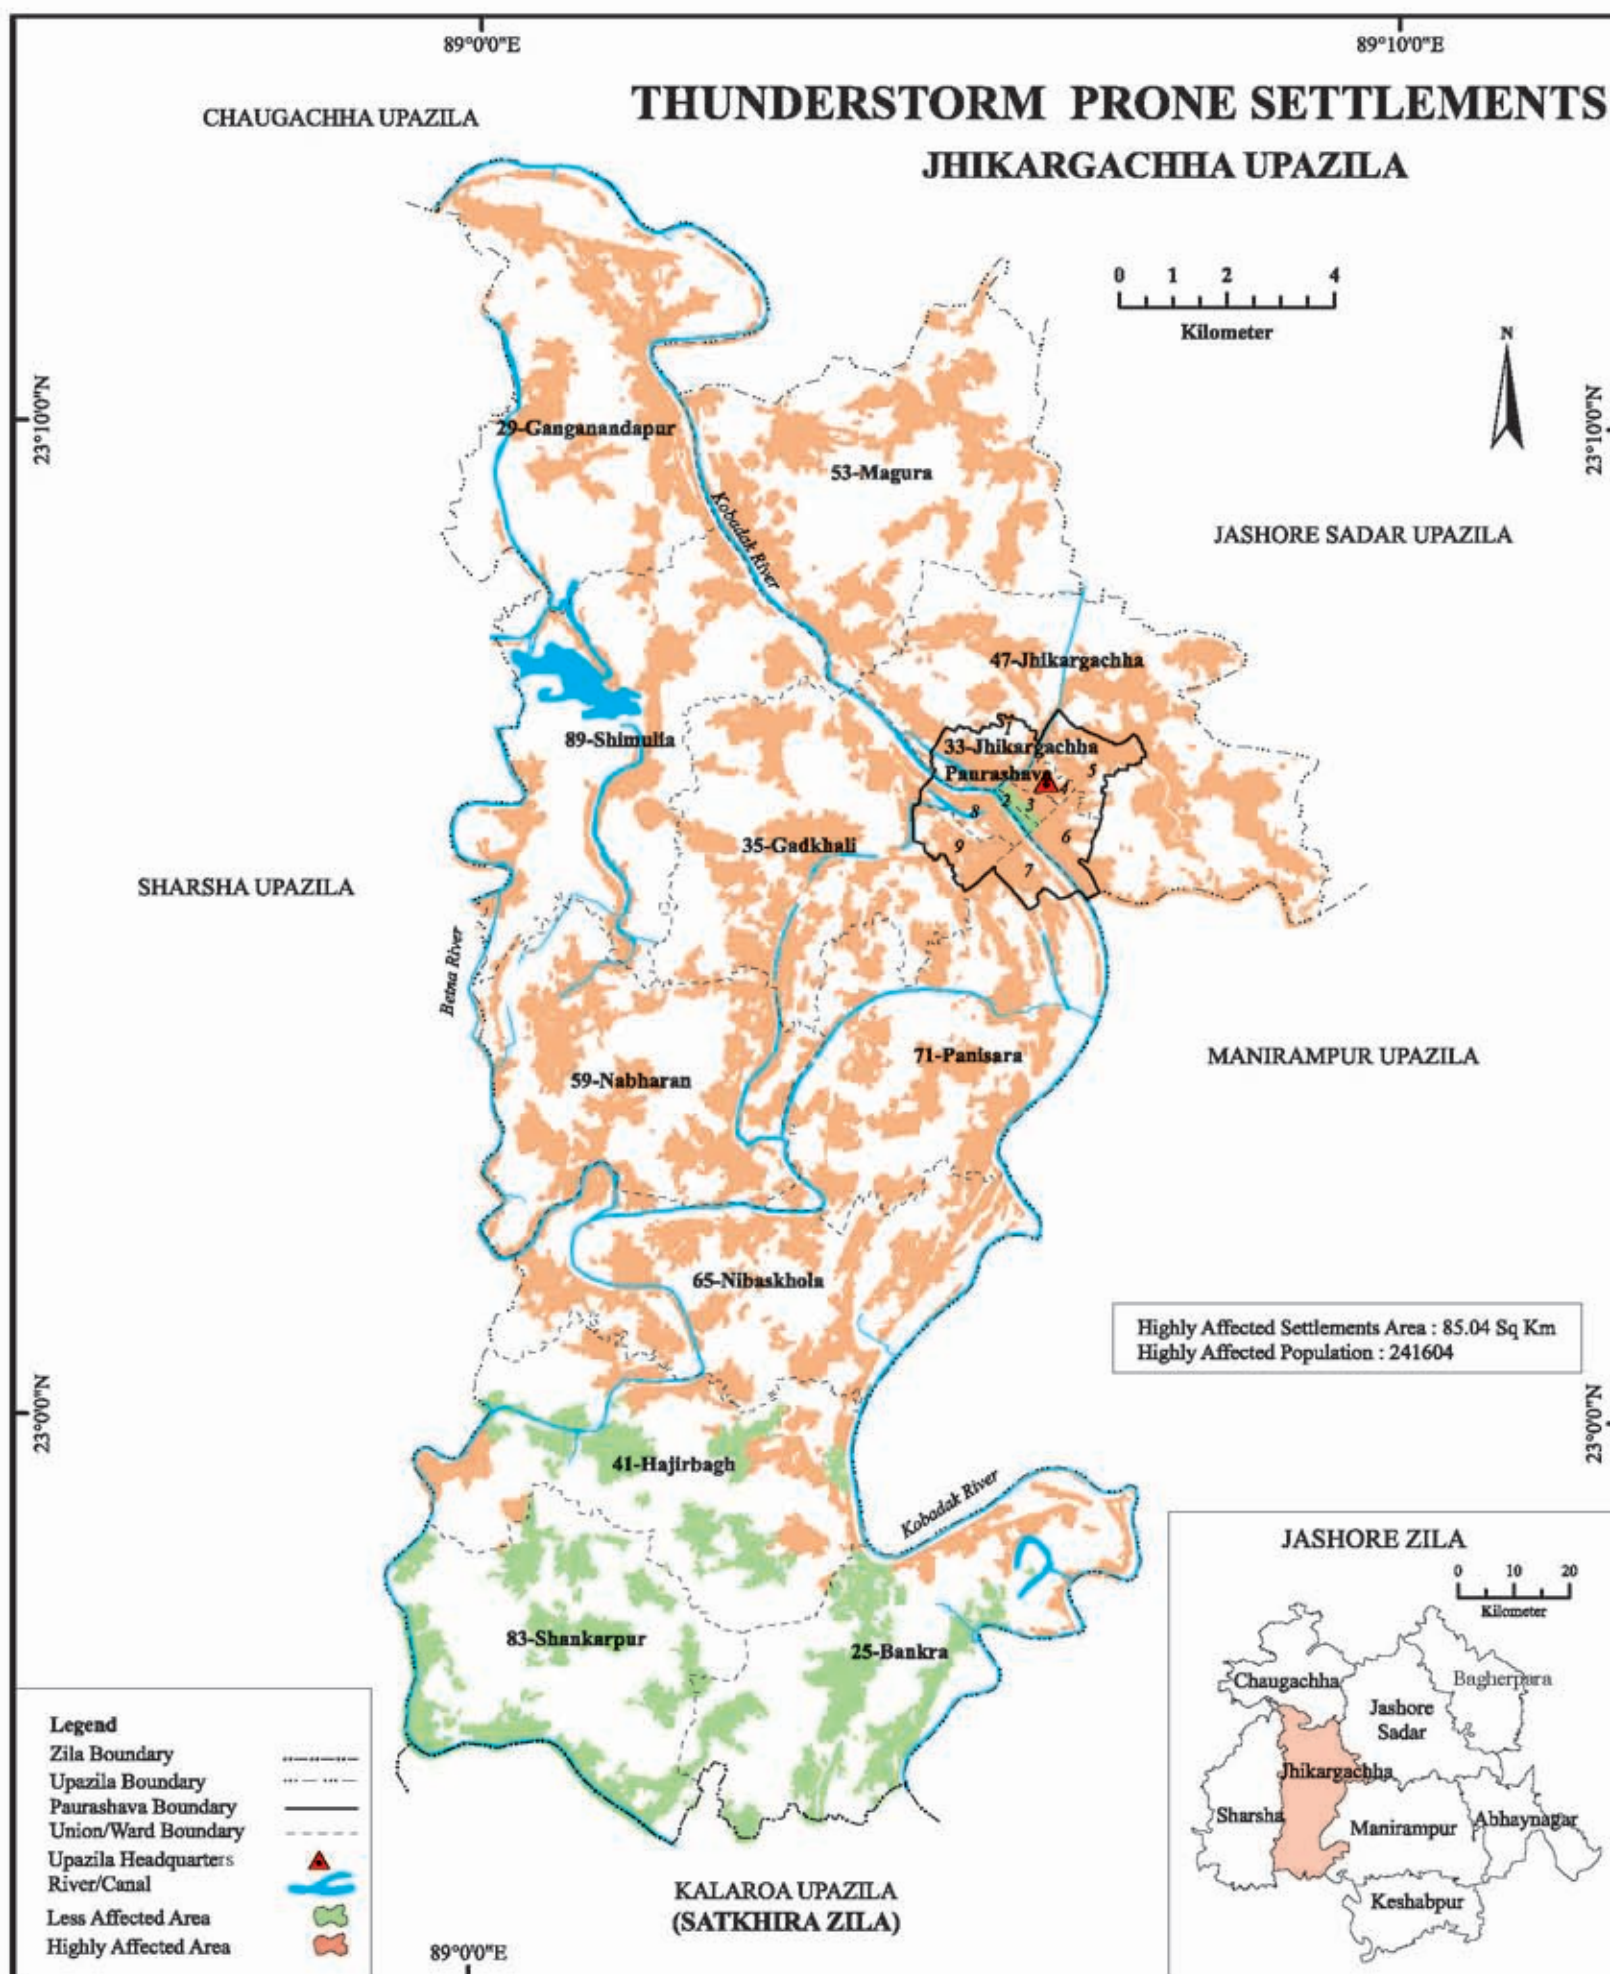 89°0'0"E
89°10'0"E
THUNDERSTORM PRONE SETTLEMENTS
JHIKARGACHHA UPAZILA
CHAUGACHHA UPAZILA
0 1 2 4
Kilometer
N
23°10'0"N
23°10'0"N
29-Ganganandapur
53-Magura
Kobadak River
JASHORE SADAR UPAZILA
47-Jhikargachha
1
89-Shimulia
33-Jhikargachha
Paurashava
5
4
2
3
8
6
9
7
35-Gadkhali
SHARSHA UPAZILA
Betna River
71-Panisara
MANIRAMPUR UPAZILA
59-Nabharan
65-Nibaskhola
Highly Affected Settlements Area : 85.04 Sq Km
Highly Affected Population : 241604
23°0'0"N
23°0'0"N
41-Hajirbagh
Kobadak River
83-Shankarpur
25-Bankra
JASHORE ZILA
0 10 20
Kilometer
Chaugachha
Bagherpara
Jashore
Sadar
Jhikargachha
Sharsha
Manirampur
Abhaynagar
Keshabpur
Legend
Zila Boundary
Upazila Boundary
Paurashava Boundary
Union/Ward Boundary
Upazila Headquarters
River/Canal
Less Affected Area
Highly Affected Area
KALAROA UPAZILA
(SATKHIRA ZILA)
89°0'0"E